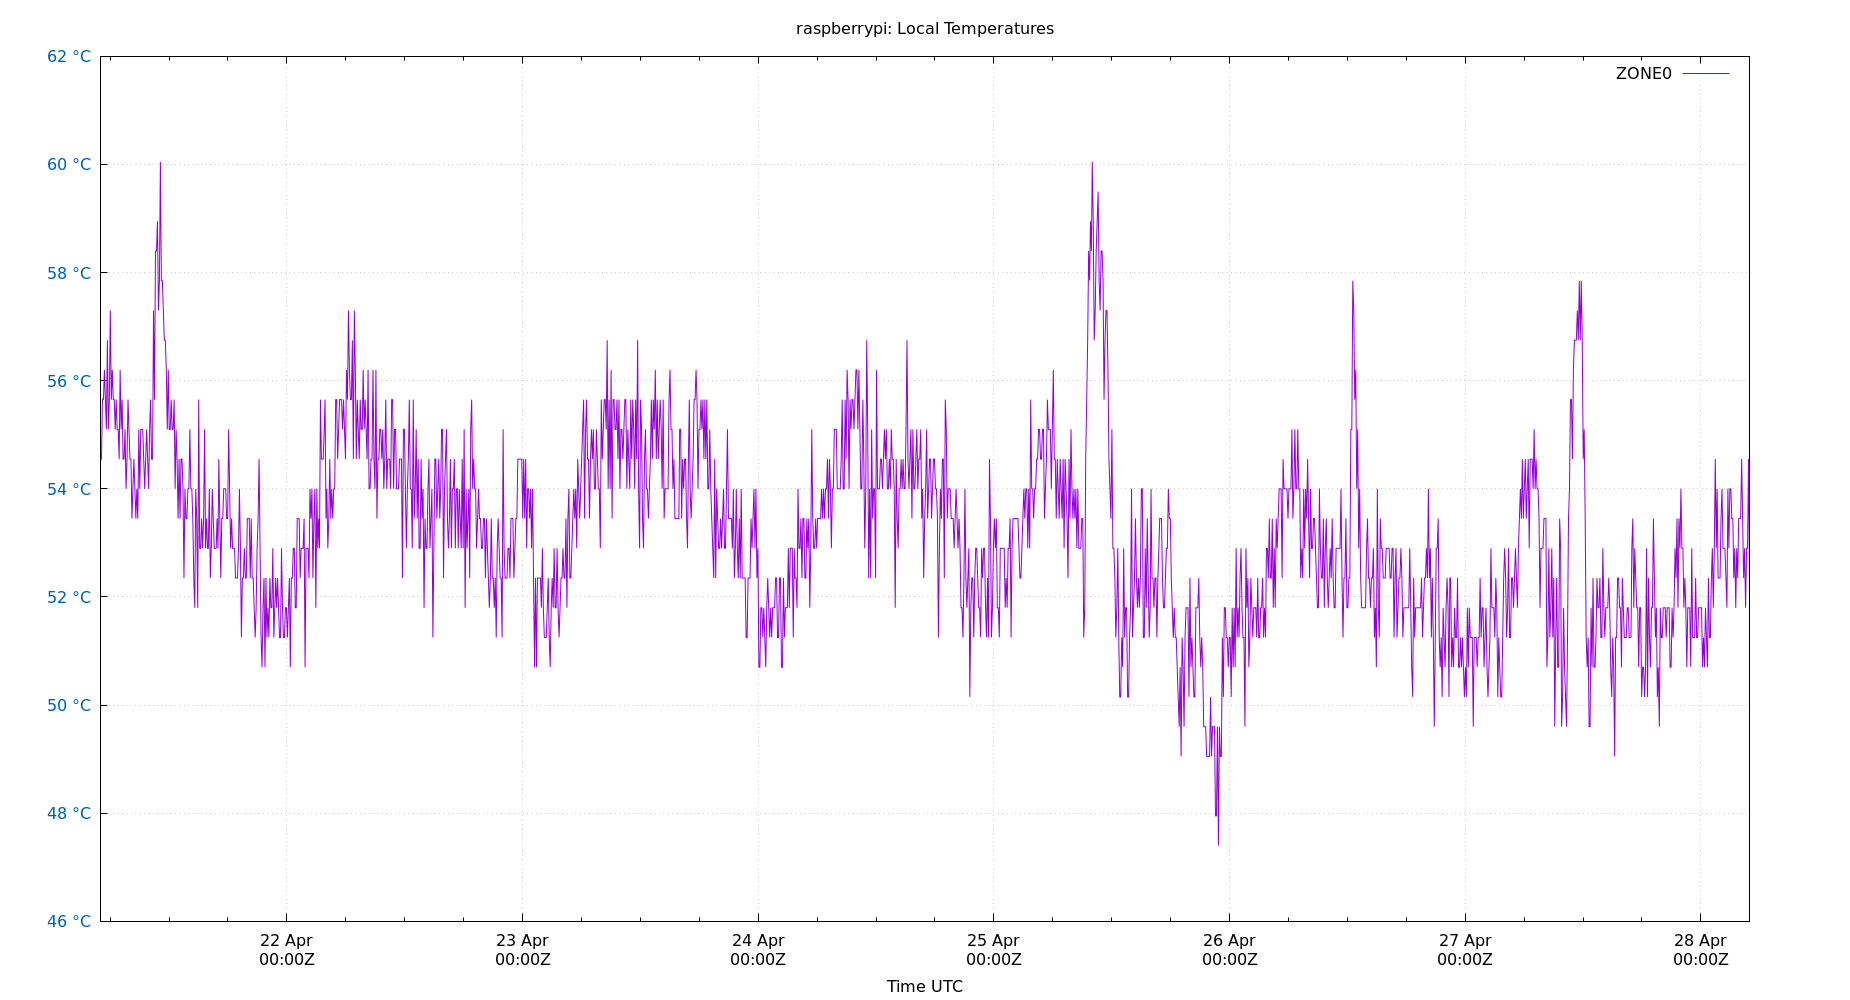 raspberrypi: Local Temperatures
ZONE0
62 °C
60 °C
58 °C
56 °C
54 °C
52 °C
50 °C
48 °C
46 °C
22 Apr 23 Apr 24 Apr 25 Apr 26 Apr 27 Apr 28 Apr
00:00Z 00:00Z 00:00Z 00:00Z 00:00Z 00:00Z 00:00Z
Time UTC